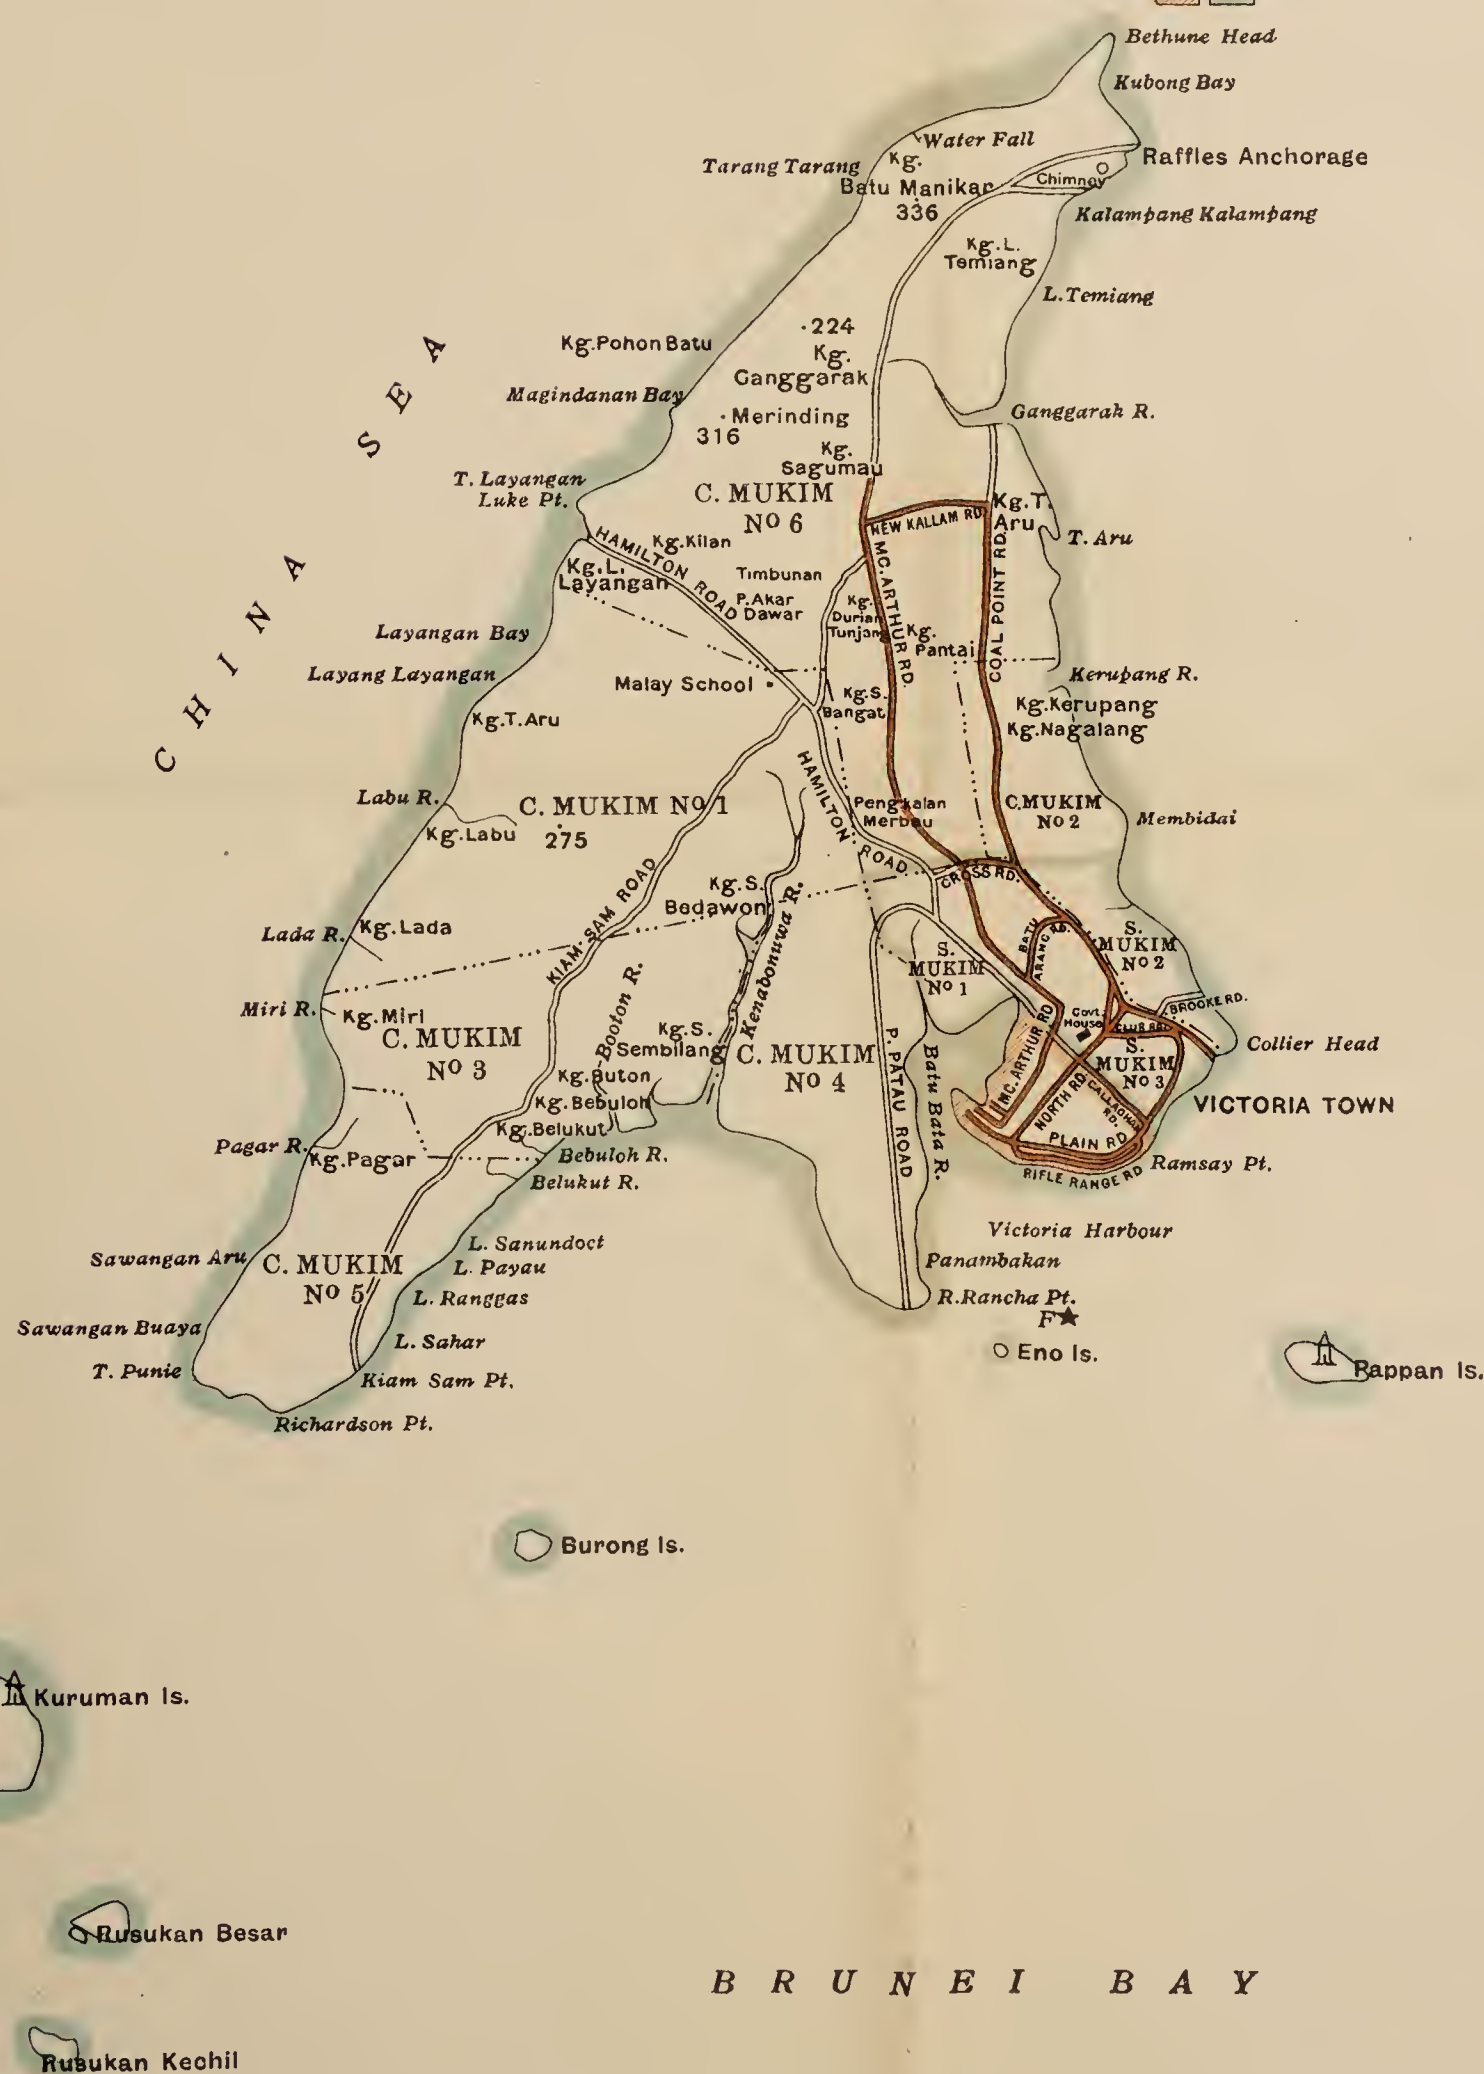 Bethune Head
Kubong Bay
Water Fall
Raffles Anchorage
Tarang Tarang
Kg.
Batu Manikar
336
Chimney
Kalampang Kalampang
Kg. L.
Temiang
L. Temiang
224
Kg. Pohon Batu
Kg.
Ganggarak
Magindanan Bay
Merinding
316
Ganggarak R.
Kg.
Sagumau
T. Layangan
Luke Pt.
C. MUKIM
No 6
Kg. T.
Aru
NEW KALLAM RD.
T. Aru
HAMILTON ROAD
Kg. Kilan
Kg. L.
Layangan
Timbunan
P. Akar
Dawar
Kg.
Durian
Tunjang
MC. ARTHUR RD.
Kg.
Pantai
COAL POINT RD.
Layangan Bay
Layang Layangan
Malay School
Kerupang R.
Kg. S.
Bangat
Kg. Kerupang
Kg. Nagalang
Kg. T. Aru
CHINA SEA
Labu R.
C. MUKIM No 1
275
Kg. Labu
HAMILTON ROAD
Pengkalan
Merbau
C. MUKIM
No 2
Membidai
CROSS RD.
KIAM-SAM ROAD
Kg. S.
Bedawon
Kenabonuwa R.
Lada R.
Kg. Lada
BATU ARANG RD.
S.
MUKIM
No 2
S.
MUKIM
No 1
Miri R.
Kg. Miri
C. MUKIM
No 3
Booton R.
Kg. S.
Sembilang
C. MUKIM
No 4
P. PATAU ROAD
Batu Bata R.
MC. ARTHUR RD
Govt.
House
CLUB ROAD
BROOKE RD.
Collier Head
S.
MUKIM
No 3
Kg. Buton
Kg. Bebuloh
Kg. Belukut
NORTH RD.
CALLAGHAN RD.
VICTORIA TOWN
PLAIN RD
RIFLE RANGE RD
Ramsay Pt.
Pagar R.
Kg. Pagar
Bebuloh R.
Belukut R.
Victoria Harbour
L. Sanundoct
L. Payau
Sawangan Aru
C. MUKIM
No 5
L. Ranggas
Panambakan
R. Rancha Pt.
F
Sawangan Buaya
L. Sahar
Eno Is.
T. Punie
Kiam Sam Pt.
Rappan Is.
Richardson Pt.
Burong Is.
Kuruman Is.
Rusukan Besar
BRUNEI BAY
Rusukan Kechil